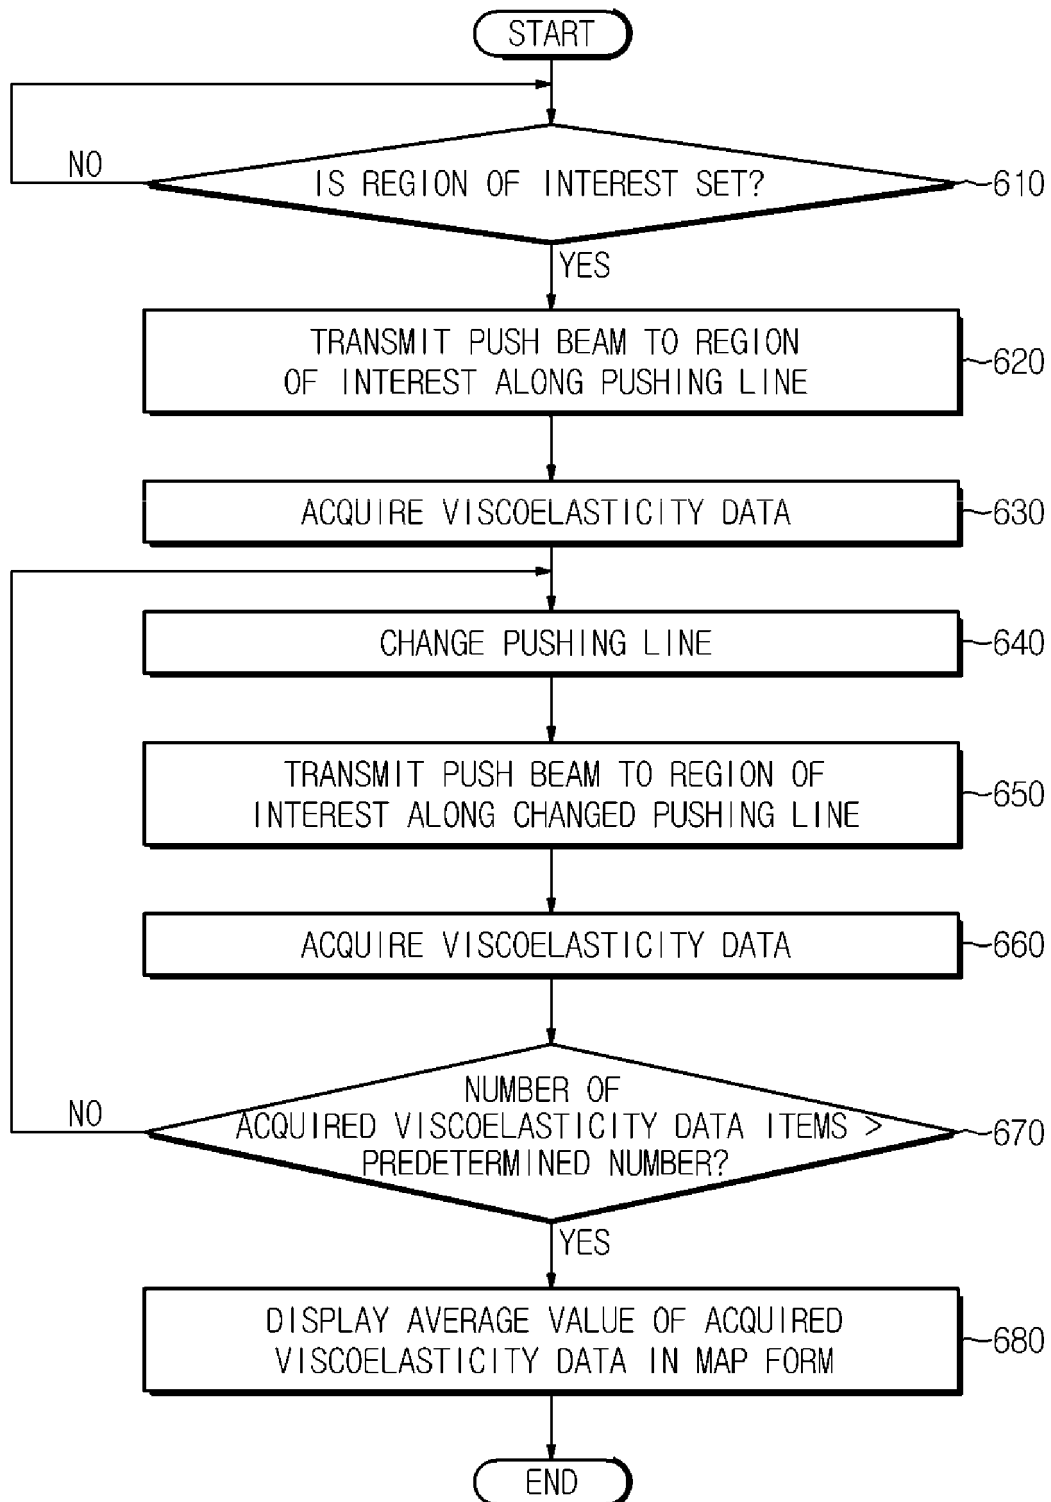 START
NO
IS REGION OF INTEREST SET?
610
YES
TRANSMIT PUSH BEAM TO REGION
OF INTEREST ALONG PUSHING LINE
620
ACQUIRE VISCOELASTICITY DATA
630
CHANGE PUSHING LINE
640
TRANSMIT PUSH BEAM TO REGION OF
INTEREST ALONG CHANGED PUSHING LINE
650
ACQUIRE VISCOELASTICITY DATA
660
NO
NUMBER OF
ACQUIRED VISCOELASTICITY DATA ITEMS >
PREDETERMINED NUMBER?
670
YES
DISPLAY AVERAGE VALUE OF ACQUIRED
VISCOELASTICITY DATA IN MAP FORM
680
END